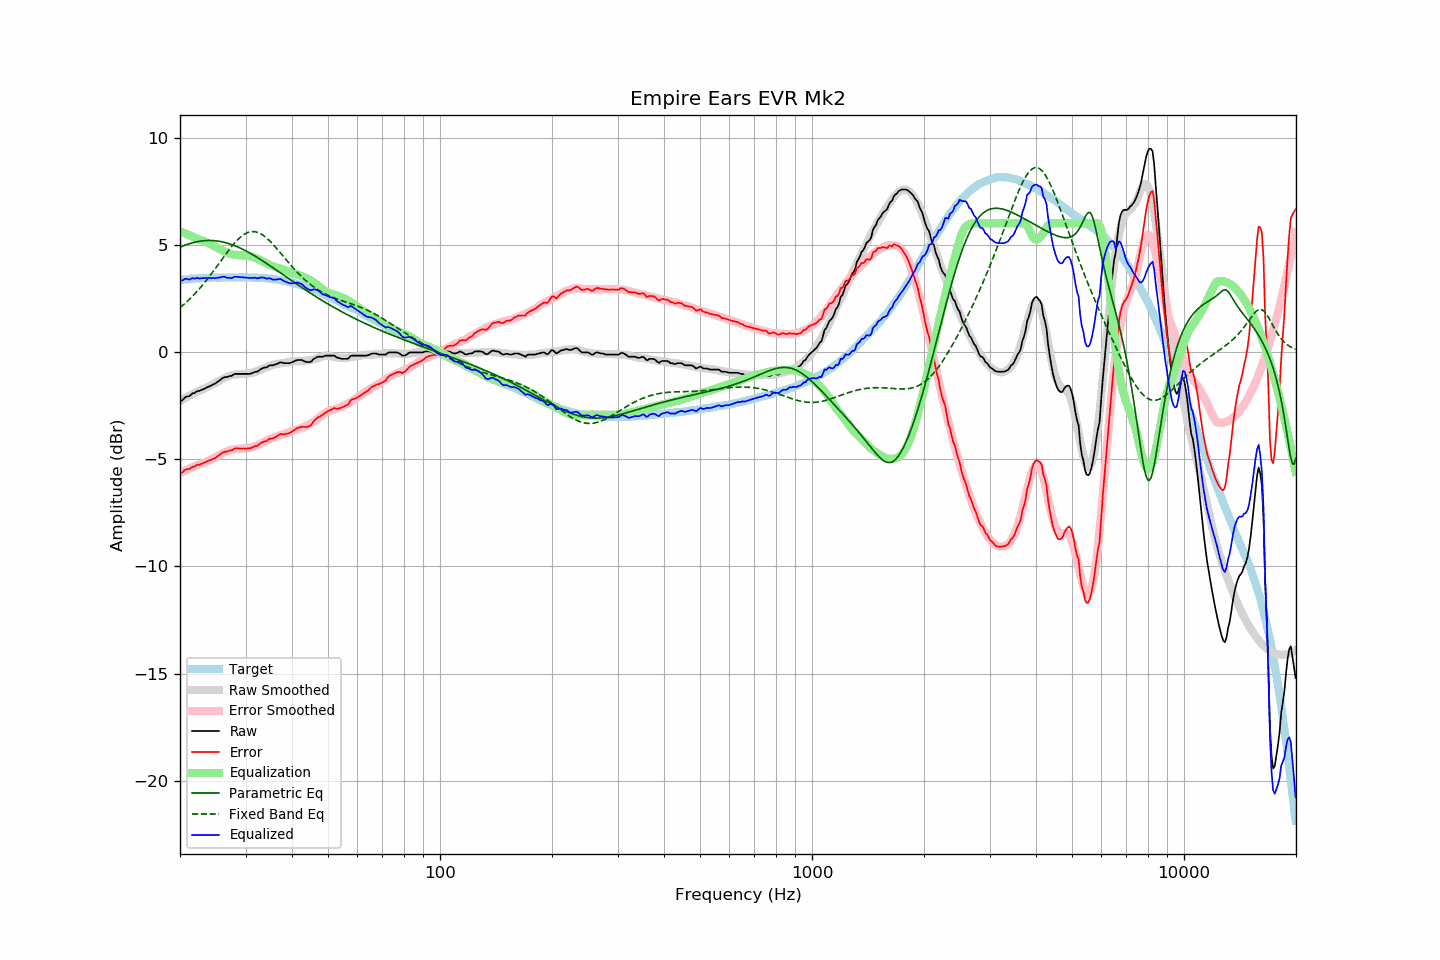 Empire Ears EVR Mk2
10
5
0
−5
−10
−15
−20
Amplitude (dBr)
Target
Raw Smoothed
Error Smoothed
Raw
Error
Equalization
Parametric Eq
Fixed Band Eq
Equalized
100
1000
10000
Frequency (Hz)